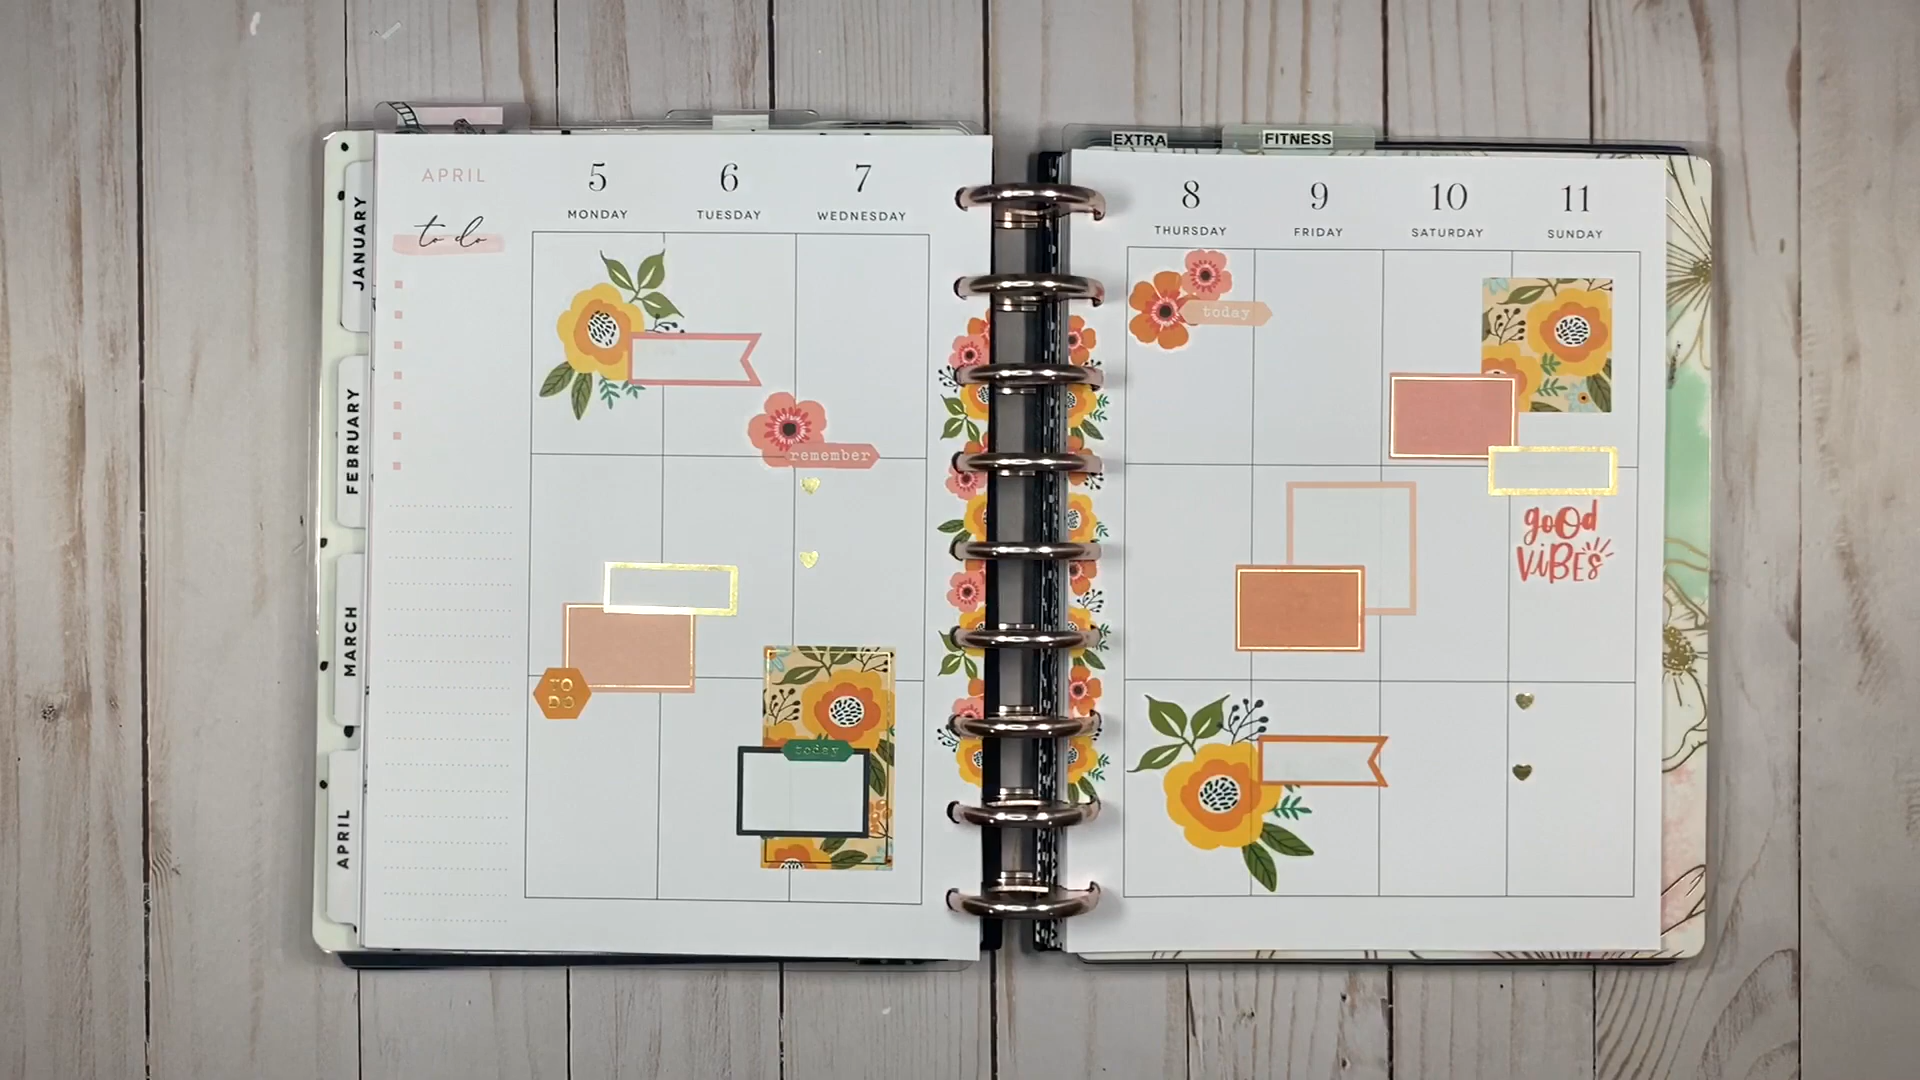 EXTRA
FITNESS
JANUARY
FEBRUARY
MARCH
APRIL
APRIL
to do
5
MONDAY
6
TUESDAY
7
WEDNESDAY
remember
TO
DO
today
8
THURSDAY
9
FRIDAY
10
SATURDAY
11
SUNDAY
today
good
ViBES